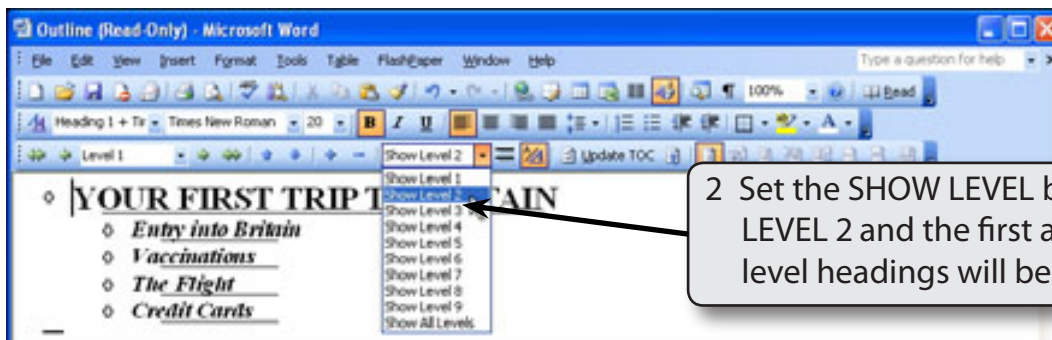 Outline (Read-Only) - Microsoft Word
File Edit View Insert Format Tools Table FlashPaper Window Help Type a question for help
100% Read
Heading 1 + Tir Times New Roman 20 B I U A
Level 1 Show Level 2 Update TOC
Show Level 1
Show Level 2
Show Level 3
Show Level 4
Show Level 5
Show Level 6
Show Level 7
Show Level 8
Show Level 9
Show All Levels
YOUR FIRST TRIP T AIN
Entry into Britain
Vaccinations
The Flight
Credit Cards
2 Set the SHOW LEVEL b
LEVEL 2 and the first a
level headings will be